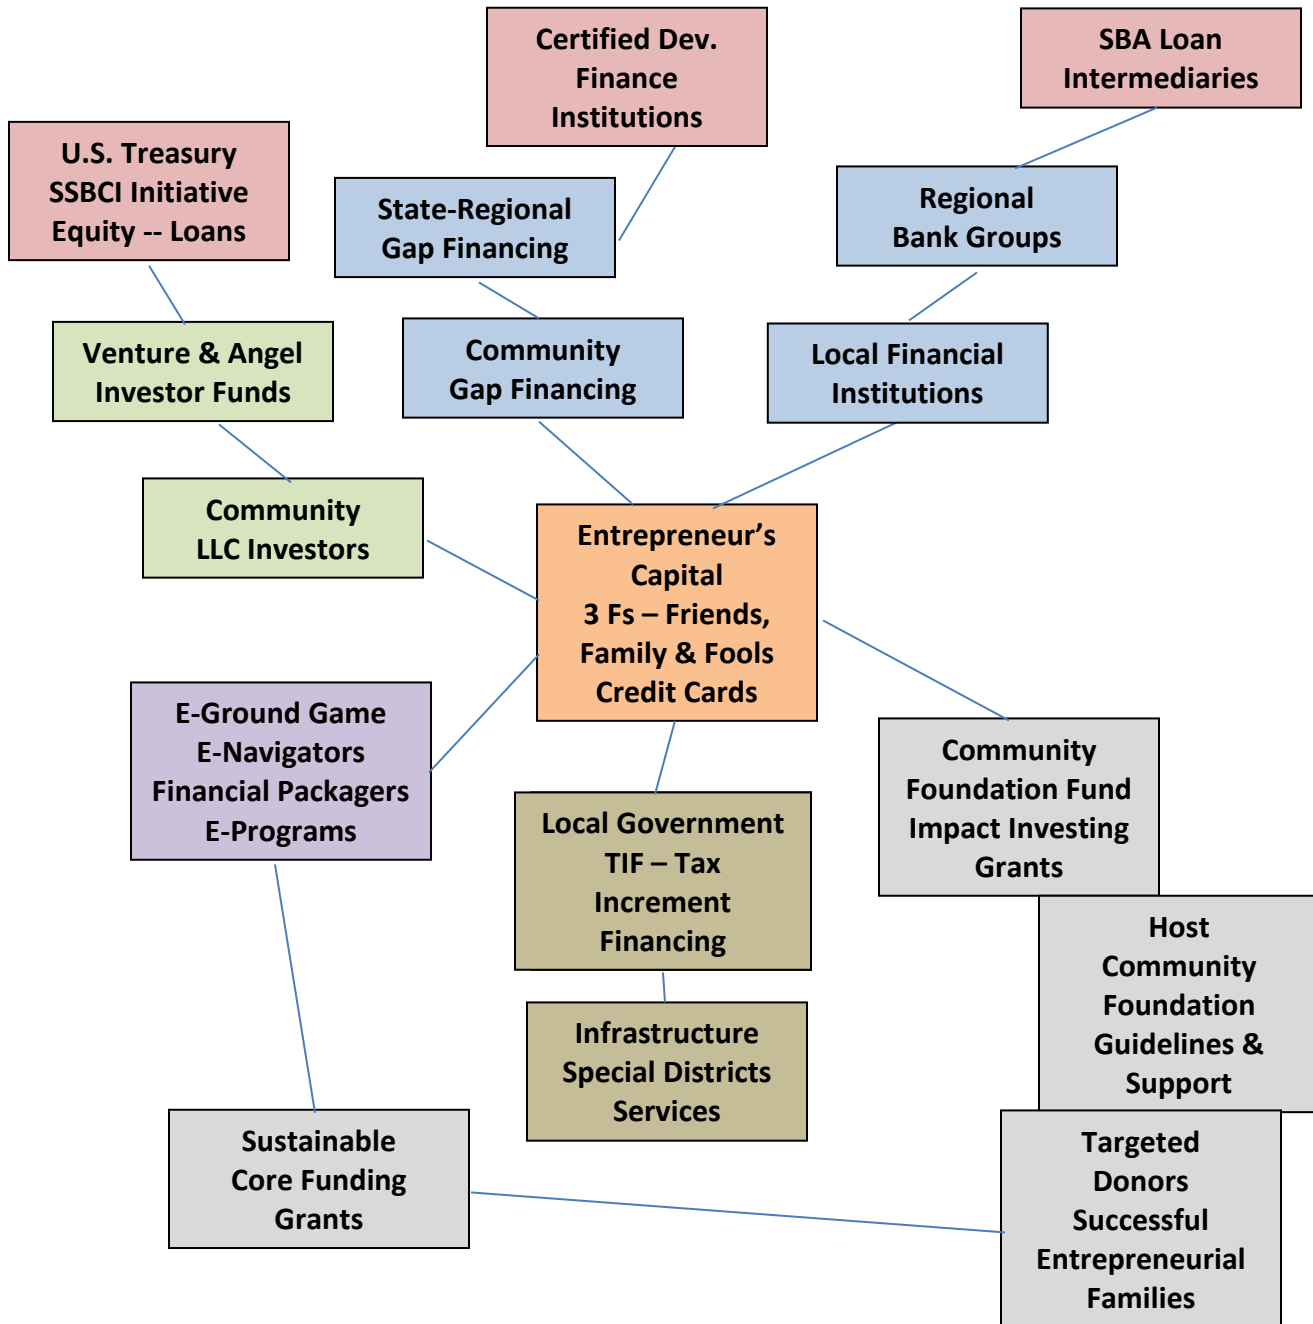 Certified Dev.
Finance
Institutions
SBA Loan
Intermediaries
U.S. Treasury
SSBCI Initiative
Equity -- Loans
State-Regional
Gap Financing
Regional
Bank Groups
Venture & Angel
Investor Funds
Community
Gap Financing
Local Financial
Institutions
Community
LLC Investors
Entrepreneur’s
Capital
3 Fs – Friends,
Family & Fools
Credit Cards
E-Ground Game
E-Navigators
Financial Packagers
E-Programs
Local Government
TIF – Tax
Increment
Financing
Community
Foundation Fund
Impact Investing
Grants
Host
Community
Foundation
Guidelines &
Support
Infrastructure
Special Districts
Services
Sustainable
Core Funding
Grants
Targeted
Donors
Successful
Entrepreneurial
Families